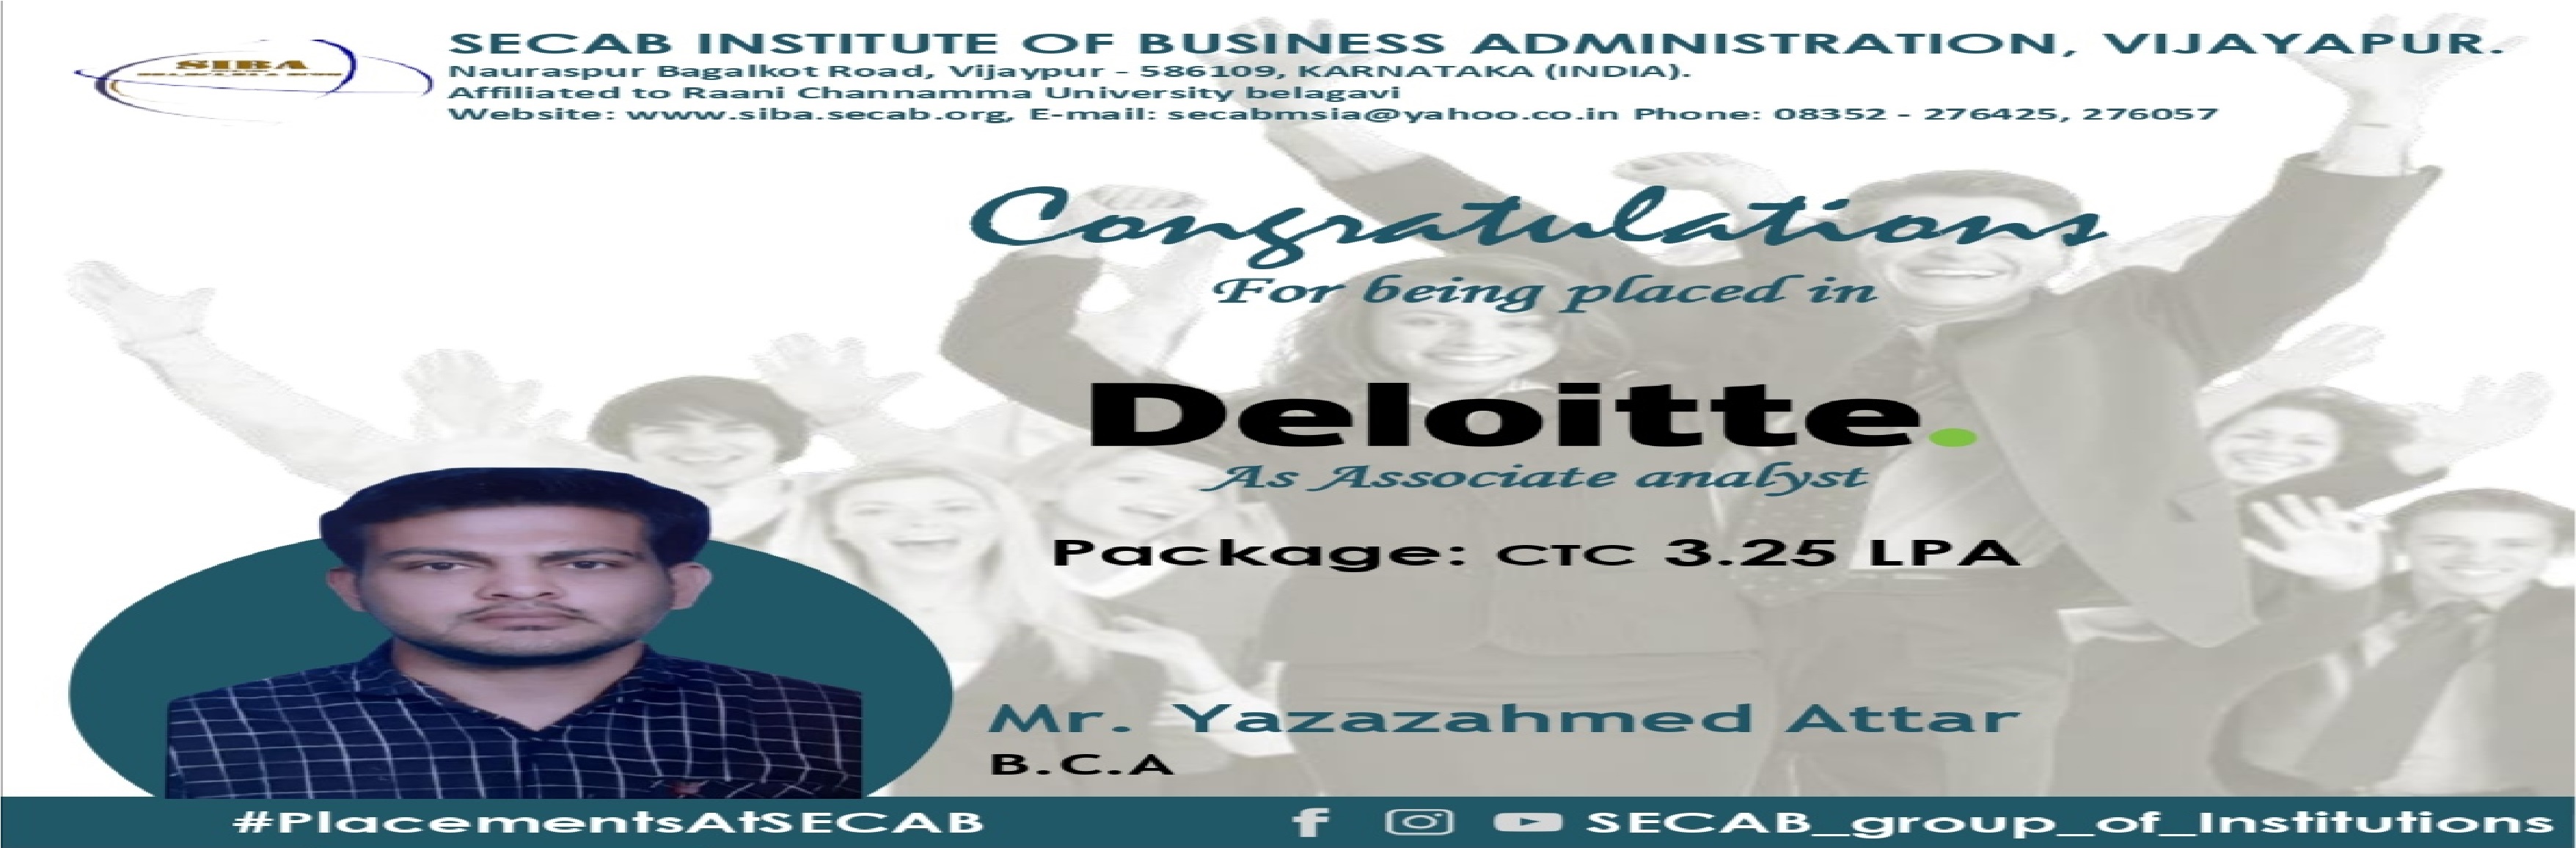 SIBA
SECAB INSTITUTE OF BUSINESS ADMINISTRATION, VIJAYAPUR.
Nauraspur Bagalkot Road, Vijaypur - 586109, KARNATAKA (INDIA).
Affiliated to Raani Channamma University belagavi
Website: www.siba.secab.org, E-mail: secabmsia@yahoo.co.in Phone: 08352 - 276425, 276057
Congratulations
For being placed in
Deloitte.
As Associate analyst
Package: CTC 3.25 LPA
Mr. Yazazahmed Attar
B.C.A
#PlacementsAtSECAB
SECAB_group_of_Institutions